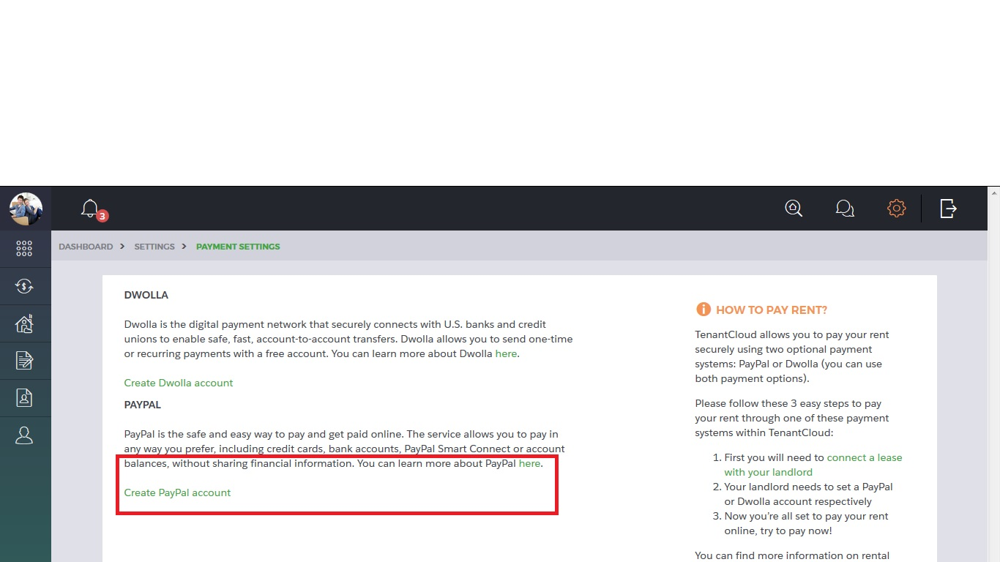 3
DASHBOARD > SETTINGS > PAYMENT SETTINGS
DWOLLA
Dwolla is the digital payment network that securely connects with U.S. banks and credit
unions to enable safe, fast, account-to-account transfers. Dwolla allows you to send one-time
or recurring payments with a free account. You can learn more about Dwolla here.
Create Dwolla account
PAYPAL
PayPal is the safe and easy way to pay and get paid online. The service allows you to pay in
any way you prefer, including credit cards, bank accounts, PayPal Smart Connect or account
balances, without sharing financial information. You can learn more about PayPal here.
Create PayPal account
HOW TO PAY RENT?
TenantCloud allows you to pay your rent
securely using two optional payment
systems: PayPal or Dwolla (you can use
both payment options).
Please follow these 3 easy steps to pay
your rent through one of these payment
systems within TenantCloud:
1. First you will need to connect a lease
with your landlord
2. Your landlord needs to set a PayPal
or Dwolla account respectively
3. Now you're all set to pay your rent
online, try to pay now!
You can find more information on rental